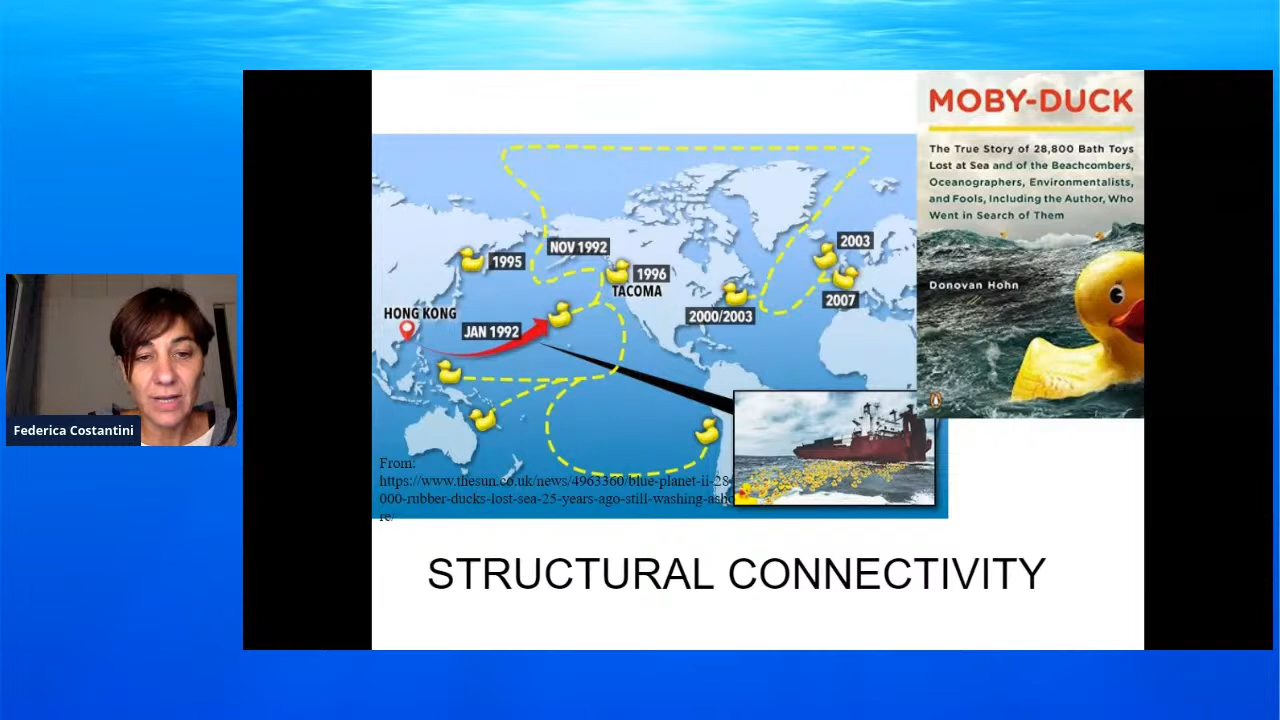 MOBY-DUCK
The True Story of 28,800 Bath Toys
Lost at Sea and of the Beachcombers,
Oceanographers, Environmentalists,
and Fools, Including the Author, Who
Went in Search of Them
Donovan Hohn
NOV 1992
2003
1995
1996
TACOMA
2007
HONG KONG
JAN 1992
2000/2003
Federica Costantini
From:
https://www.thesun.co.uk/news/4963360/blue-planet-ii-28
000-rubber-ducks-lost-sea-25-years-ago-still-washing-asho
re/
STRUCTURAL CONNECTIVITY